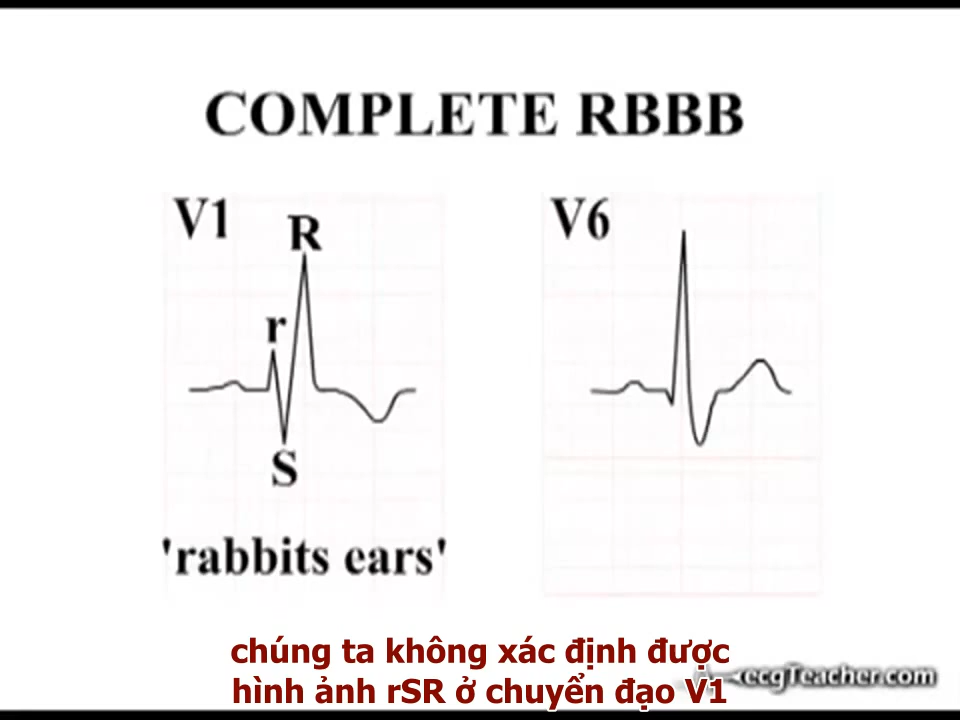 COMPLETE RBBB
V1
R
r
S
'rabbits ears'
V6
chúng ta không xác định được
hình ảnh rSR ở chuyển đạo V1
ecgTeacher.com